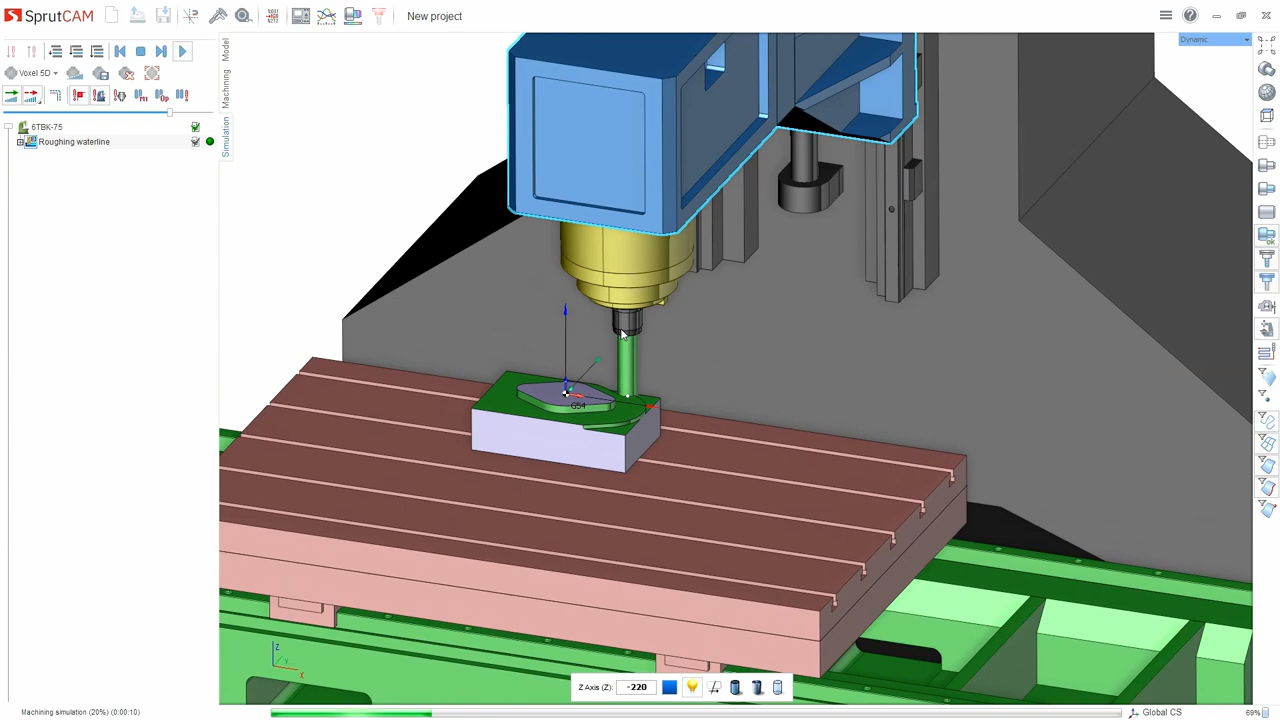 SprutCAM
New project
Dynamic
Model
Machining
Simulation
Voxel 5D
6TBK-75
Roughing waterline
G54
Z
Y
X
Z Axis (Z):
-220
Machining simulation (20%) (0:00:10)
Global CS
69%